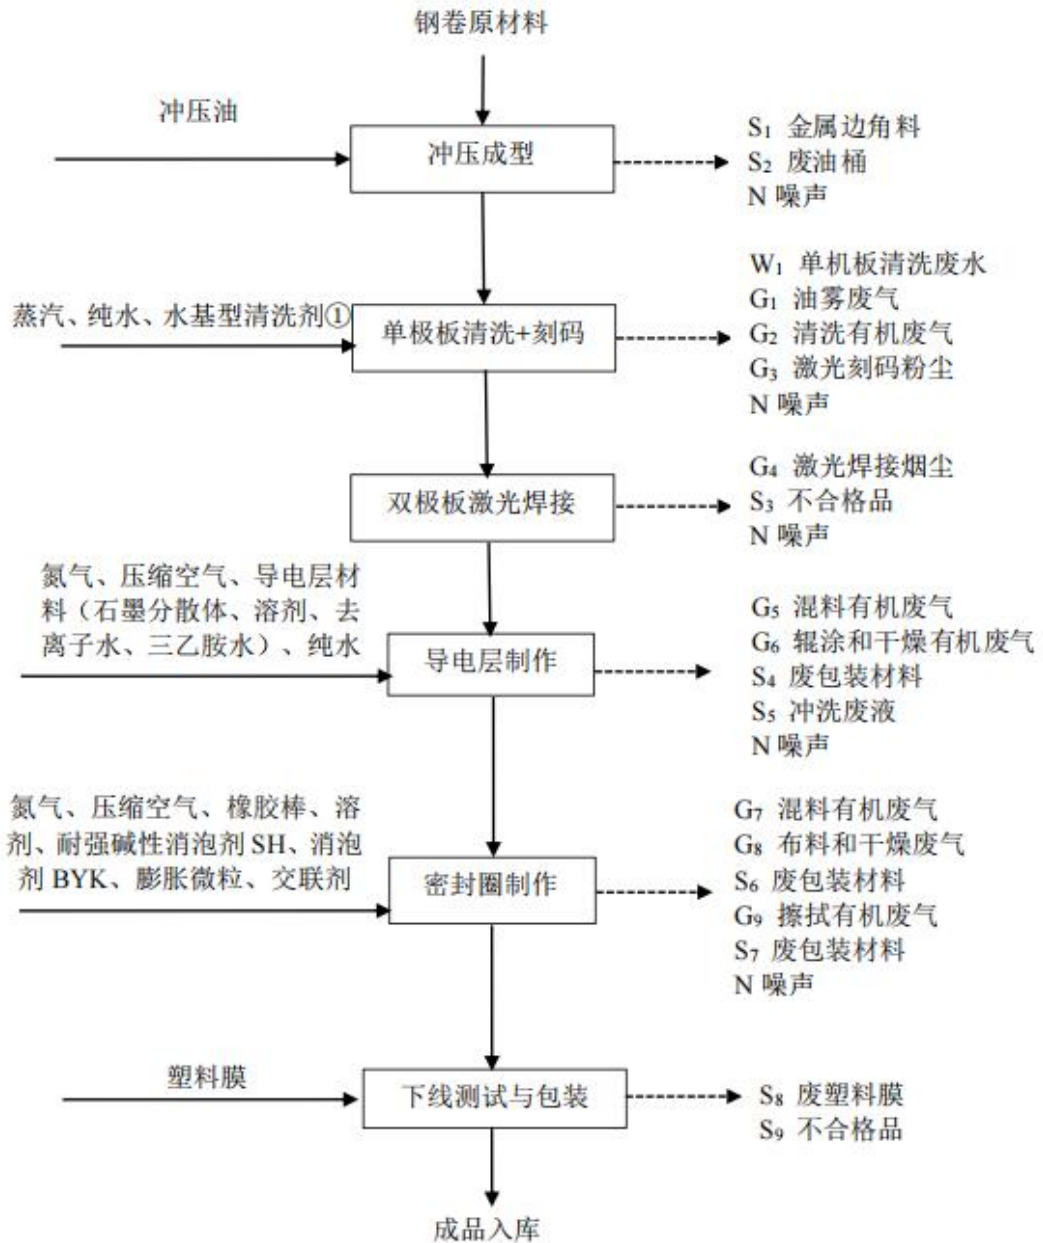 钢卷原材料
冲压油
冲压成型
S₁ 金属边角料
S₂ 废油桶
N 噪声
蒸汽、纯水、水基型清洗剂①
单极板清洗+刻码
W₁ 单机板清洗废水
G₁ 油雾废气
G₂ 清洗有机废气
G₃ 激光刻码粉尘
N 噪声
双极板激光焊接
G₄ 激光焊接烟尘
S₃ 不合格品
N 噪声
氮气、压缩空气、导电层材
料（石墨分散体、溶剂、去
离子水、三乙胺水）、纯水
导电层制作
G₅ 混料有机废气
G₆ 辊涂和干燥有机废气
S₄ 废包装材料
S₅ 冲洗废液
N 噪声
氮气、压缩空气、橡胶棒、溶
剂、耐强碱性消泡剂 SH、消泡
剂 BYK、膨胀微粒、交联剂
密封圈制作
G₇ 混料有机废气
G₈ 布料和干燥废气
S₆ 废包装材料
G₉ 擦拭有机废气
S₇ 废包装材料
N 噪声
塑料膜
下线测试与包装
S₈ 废塑料膜
S₉ 不合格品
成品入库